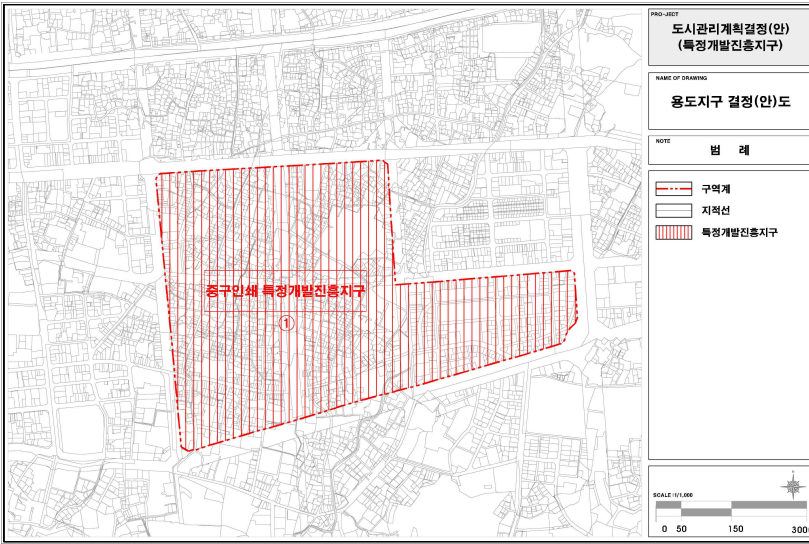 PRO-JECT
도시관리계획결정(안)
(특정개발진흥지구)
NAME OF DRAWING
용도지구 결정(안)도
NOTE
범 례
구역계
지적선
특정개발진흥지구
중구인쇄 특정개발진흥지구
①
N
SCALE :1/1,000
0 50 150 300